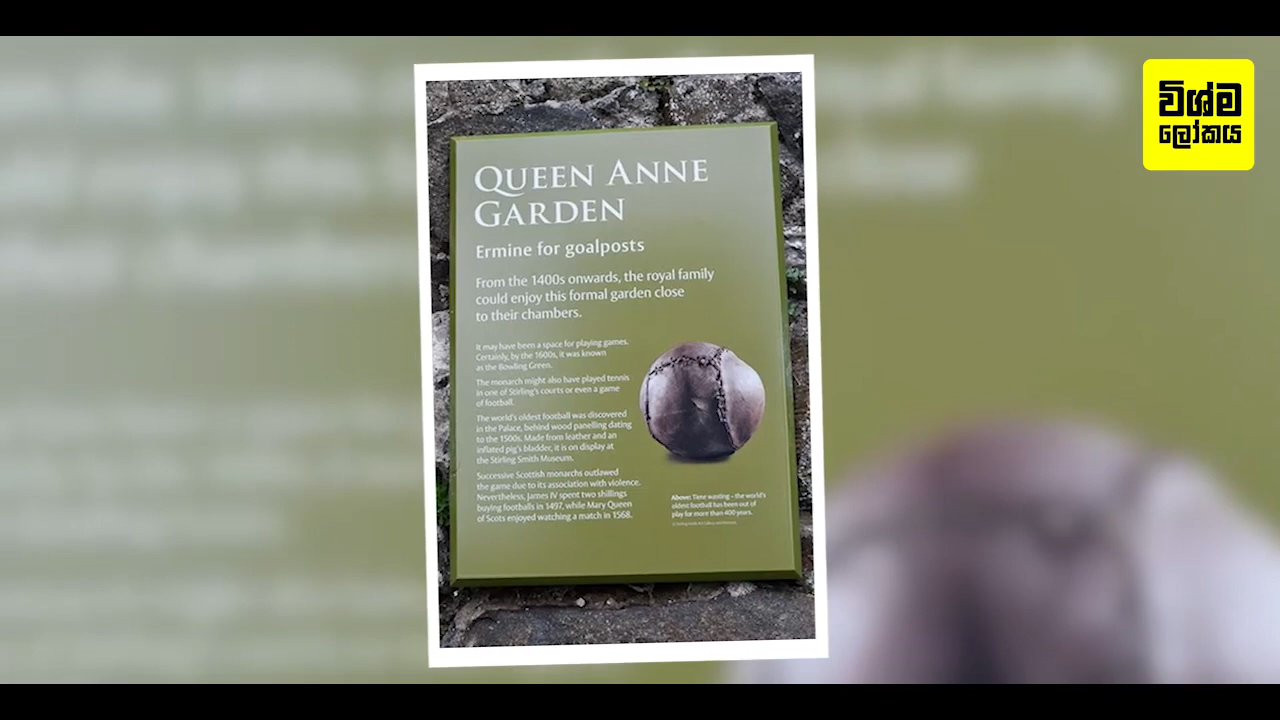 QUEEN ANNE
GARDEN
Ermine for goalposts
From the 1400s onwards, the royal family
could enjoy this formal garden close
to their chambers.
It may have been a space for playing games.
Certainly, by the 1600s, it was known
as the Bowling Green.
The monarch might also have played tennis
in one of Stirling's courts or even a game
of football.
The world's oldest football was discovered
in the Palace, behind wood panelling dating
to the 1500s. Made from leather and an
inflated pig's bladder, it is on display at
the Stirling Smith Museum.
Successive Scottish monarchs outlawed
the game due to its association with violence.
Nevertheless, James IV spent two shillings
buying footballs in 1497, while Mary Queen
of Scots enjoyed watching a match in 1568.
Above: Time wasting – the world's
oldest football has been out of
play for more than 400 years.
විශ්ම
ලෝකය